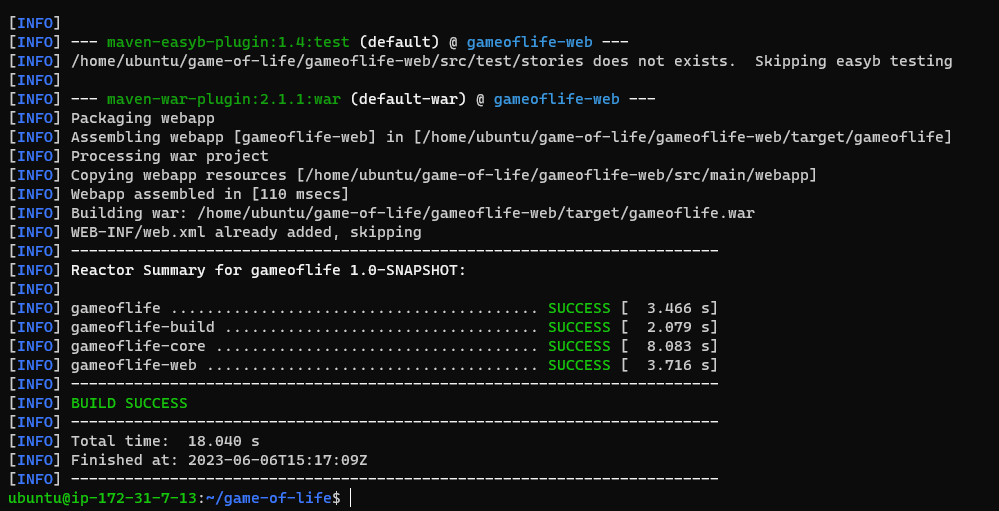 [INFO]
[INFO] --- maven-easyb-plugin:1.4:test (default) @ gameoflife-web ---
[INFO] /home/ubuntu/game-of-life/gameoflife-web/src/test/stories does not exists.  Skipping easyb testing
[INFO]
[INFO] --- maven-war-plugin:2.1.1:war (default-war) @ gameoflife-web ---
[INFO] Packaging webapp
[INFO] Assembling webapp [gameoflife-web] in [/home/ubuntu/game-of-life/gameoflife-web/target/gameoflife]
[INFO] Processing war project
[INFO] Copying webapp resources [/home/ubuntu/game-of-life/gameoflife-web/src/main/webapp]
[INFO] Webapp assembled in [110 msecs]
[INFO] Building war: /home/ubuntu/game-of-life/gameoflife-web/target/gameoflife.war
[INFO] WEB-INF/web.xml already added, skipping
[INFO] ------------------------------------------------------------------------
[INFO] Reactor Summary for gameoflife 1.0-SNAPSHOT:
[INFO]
[INFO] gameoflife ......................................... SUCCESS [  3.466 s]
[INFO] gameoflife-build ................................... SUCCESS [  2.079 s]
[INFO] gameoflife-core .................................... SUCCESS [  8.083 s]
[INFO] gameoflife-web ..................................... SUCCESS [  3.716 s]
[INFO] ------------------------------------------------------------------------
[INFO] BUILD SUCCESS
[INFO] ------------------------------------------------------------------------
[INFO] Total time:  18.040 s
[INFO] Finished at: 2023-06-06T15:17:09Z
[INFO] ------------------------------------------------------------------------
ubuntu@ip-172-31-7-13:~/game-of-life$